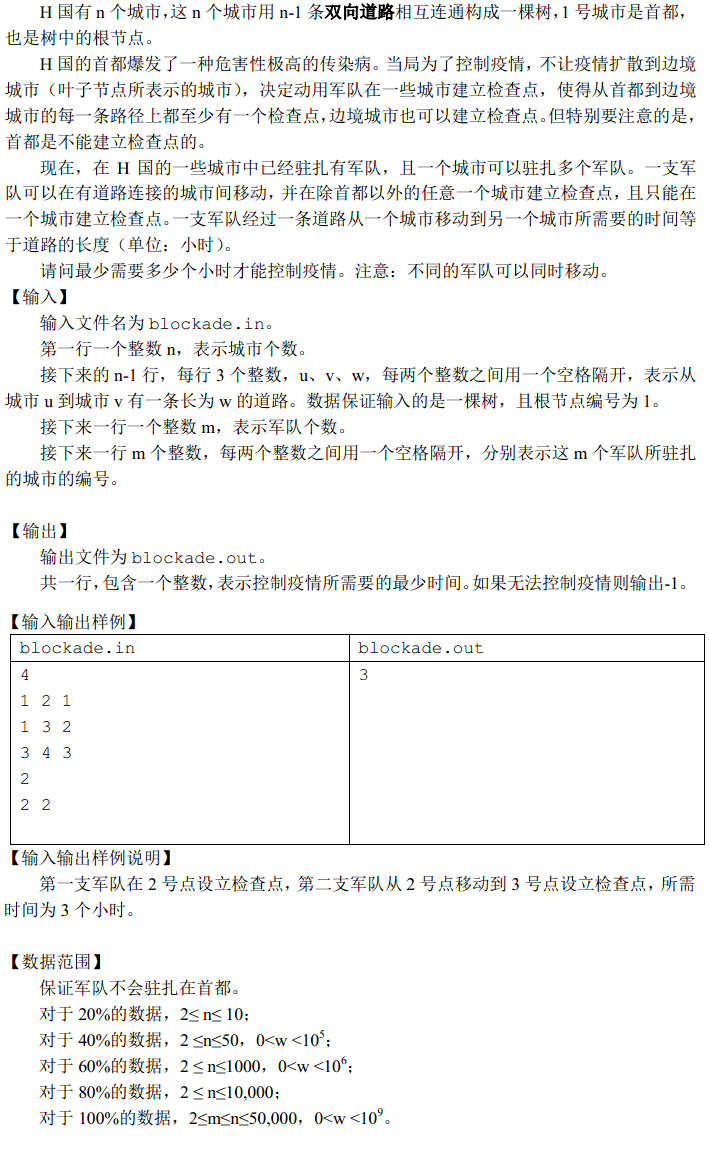 H 国有 n 个城市，这 n 个城市用 n-1 条双向道路相互连通构成一棵树，1 号城市是首都，
也是树中的根节点。
H 国的首都爆发了一种危害性极高的传染病。当局为了控制疫情，不让疫情扩散到边境
城市（叶子节点所表示的城市），决定动用军队在一些城市建立检查点，使得从首都到边境
城市的每一条路径上都至少有一个检查点，边境城市也可以建立检查点。但特别要注意的是，
首都是不能建立检查点的。
现在，在 H 国的一些城市中已经驻扎有军队，且一个城市可以驻扎多个军队。一支军
队可以在有道路连接的城市间移动，并在除首都以外的任意一个城市建立检查点，且只能在
一个城市建立检查点。一支军队经过一条道路从一个城市移动到另一个城市所需要的时间等
于道路的长度（单位：小时）。
请问最少需要多少个小时才能控制疫情。注意：不同的军队可以同时移动。
【输入】
输入文件名为 blockade.in。
第一行一个整数 n，表示城市个数。
接下来的 n-1 行，每行 3 个整数，u、v、w，每两个整数之间用一个空格隔开，表示从
城市 u 到城市 v 有一条长为 w 的道路。数据保证输入的是一棵树，且根节点编号为 1。
接下来一行一个整数 m，表示军队个数。
接下来一行 m 个整数，每两个整数之间用一个空格隔开，分别表示这 m 个军队所驻扎
的城市的编号。
【输出】
输出文件为 blockade.out。
共一行，包含一个整数，表示控制疫情所需要的最少时间。如果无法控制疫情则输出-1。
【输入输出样例】
blockade.in blockade.out
4 3
1 2 1
1 3 2
3 4 3
2
2 2
【输入输出样例说明】
第一支军队在 2 号点设立检查点，第二支军队从 2 号点移动到 3 号点设立检查点，所需
时间为 3 个小时。
【数据范围】
保证军队不会驻扎在首都。
对于 20%的数据，2≤ n≤ 10；
对于 40%的数据，2 ≤n≤50，0<w <10⁵；
对于 60%的数据，2 ≤ n≤1000，0<w <10⁶；
对于 80%的数据，2 ≤ n≤10,000；
对于 100%的数据，2≤m≤n≤50,000，0<w <10⁹。